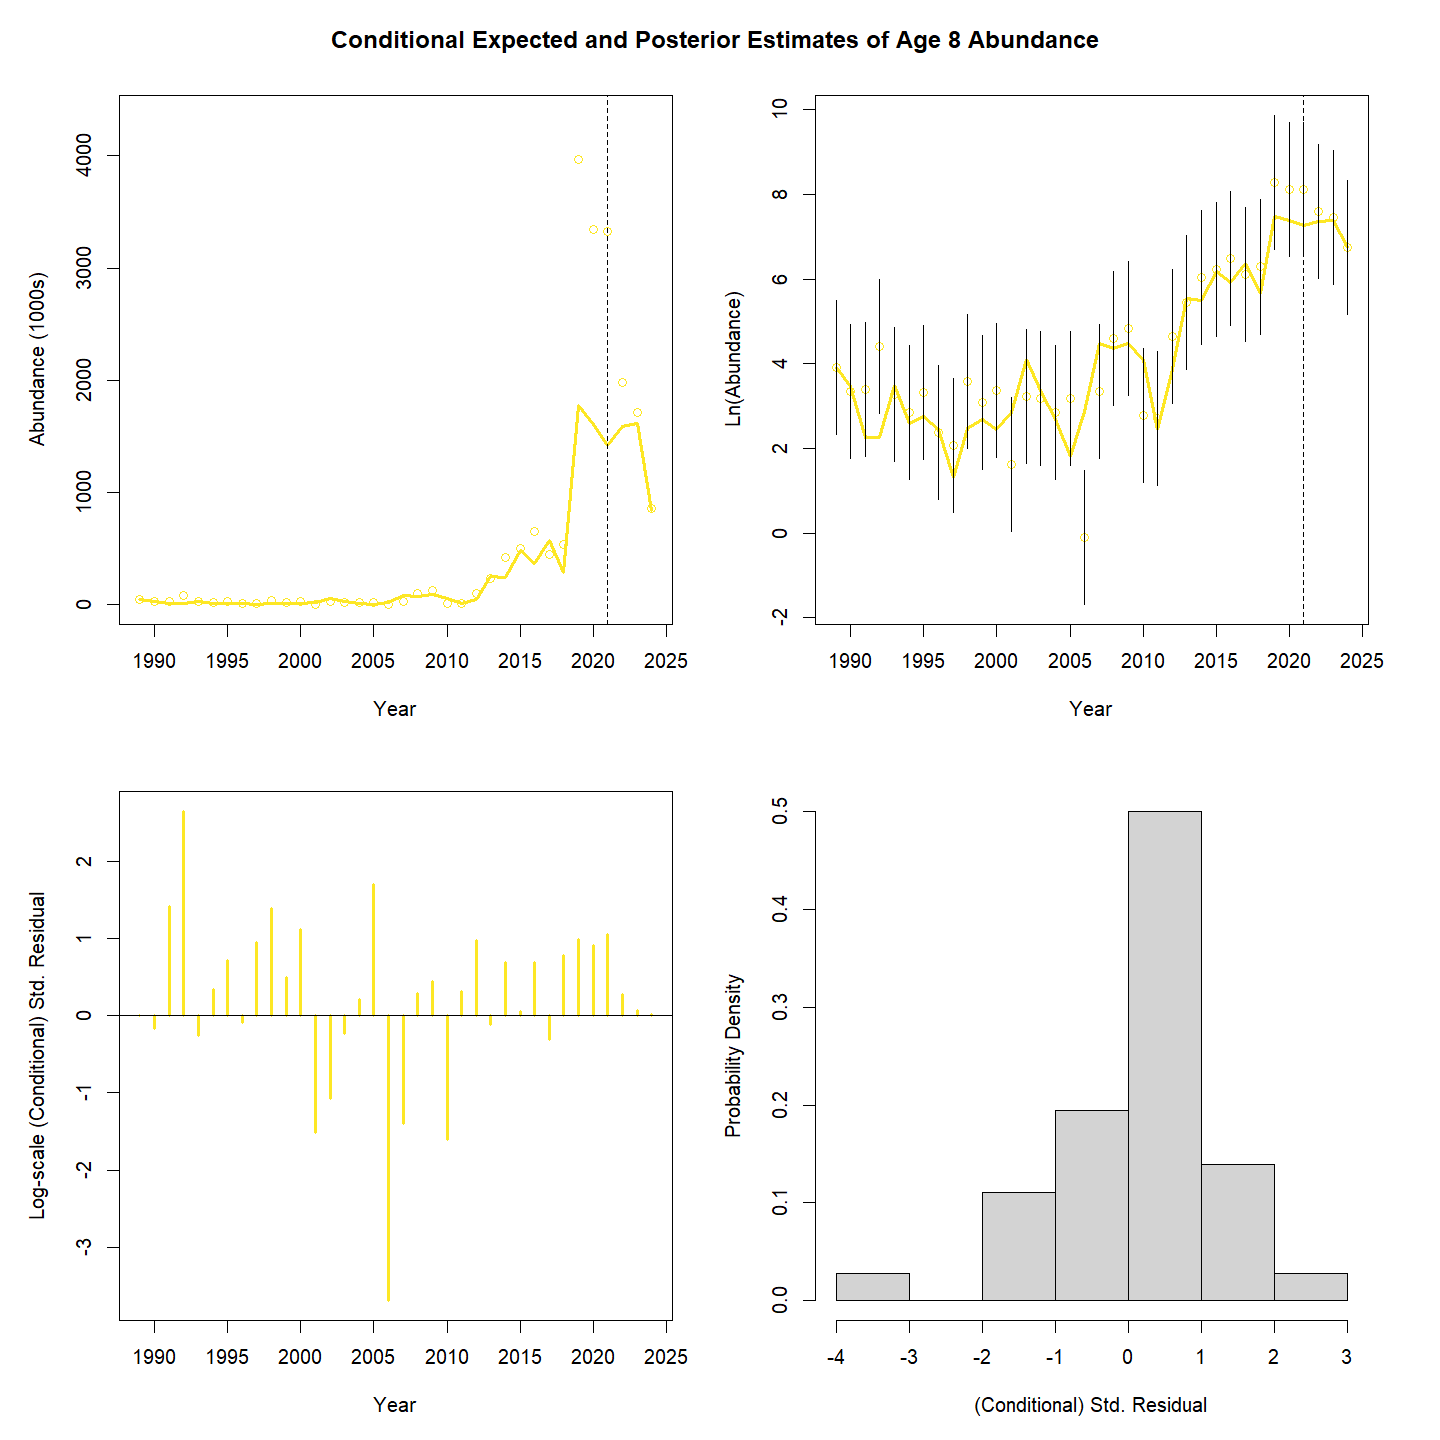 Conditional Expected and Posterior Estimates of Age 8 Abundance
Abundance (1000s)
4000
3000
2000
1000
0
1990 1995 2000 2005 2010 2015 2020 2025
Year
Ln(Abundance)
10
8
6
4
2
0
-2
1990 1995 2000 2005 2010 2015 2020 2025
Year
Log-scale (Conditional) Std. Residual
2
1
0
-1
-2
-3
1990 1995 2000 2005 2010 2015 2020 2025
Year
Probability Density
0.5
0.4
0.3
0.2
0.1
0.0
-4 -3 -2 -1 0 1 2 3
(Conditional) Std. Residual